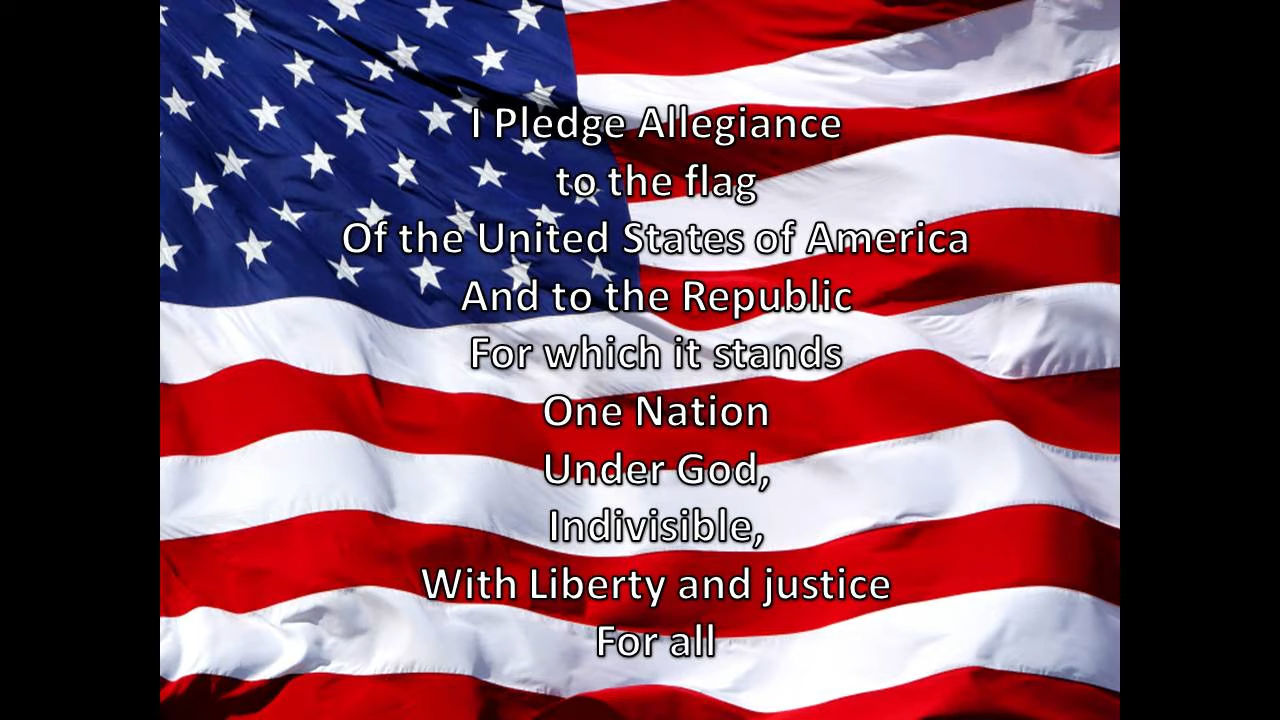 I Pledge Allegiance
to the flag
Of the United States of America
And to the Republic
For which it stands
One Nation
Under God,
Indivisible,
With Liberty and justice
For all